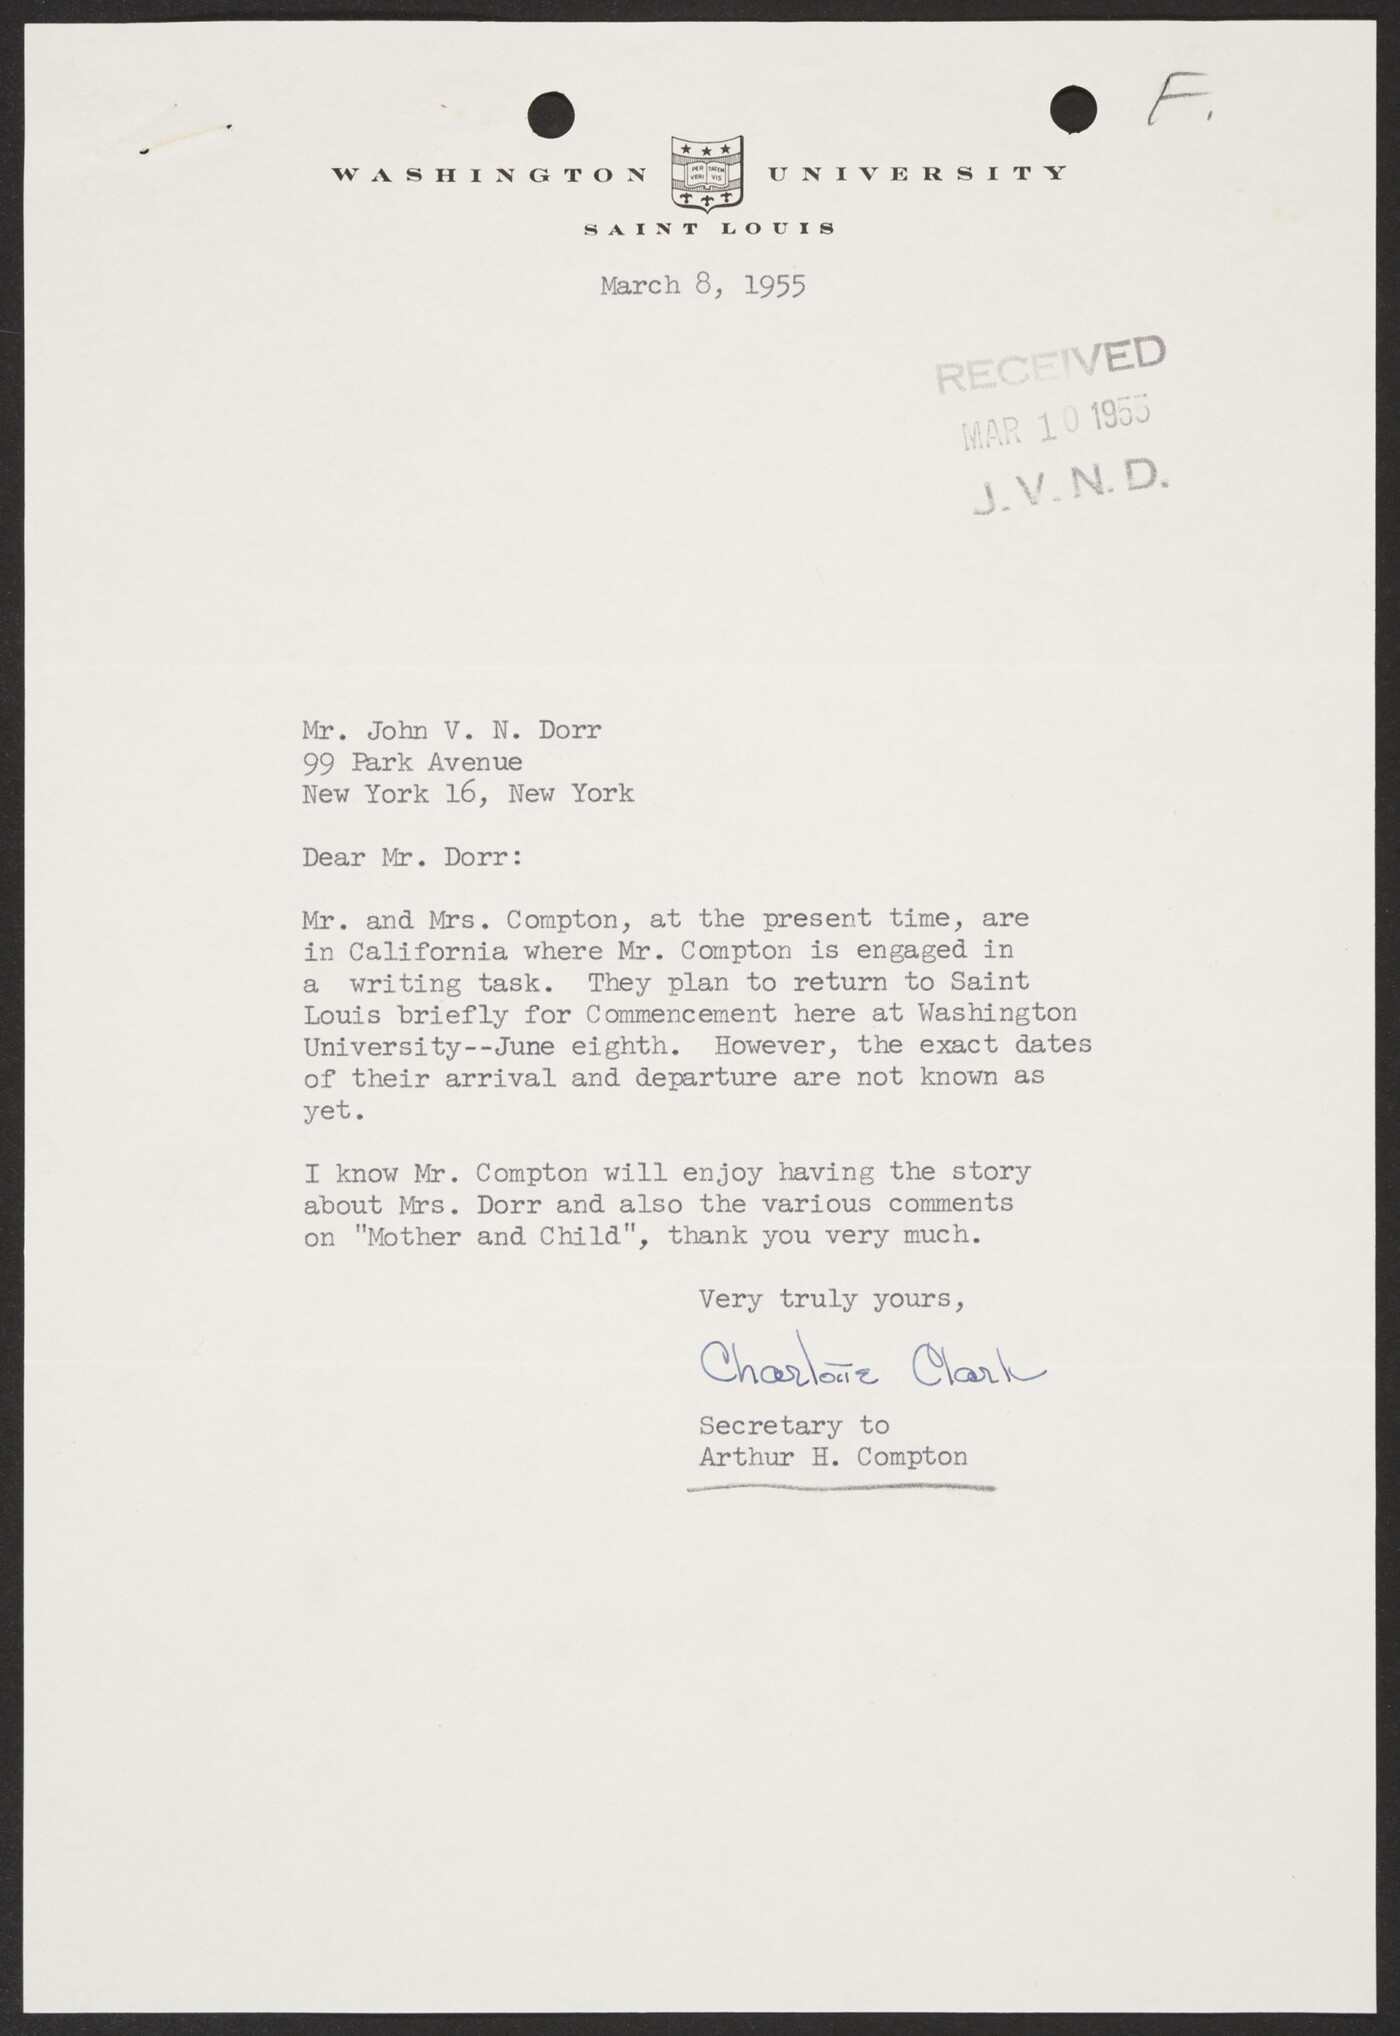 F.
WASHINGTON UNIVERSITY
PER VERI TATEM VIS
SAINT LOUIS
March 8, 1955
RECEIVED
MAR 10 1955
J. V. N. D.
Mr. John V. N. Dorr
99 Park Avenue
New York 16, New York
Dear Mr. Dorr:
Mr. and Mrs. Compton, at the present time, are
in California where Mr. Compton is engaged in
a writing task. They plan to return to Saint
Louis briefly for Commencement here at Washington
University--June eighth. However, the exact dates
of their arrival and departure are not known as
yet.
I know Mr. Compton will enjoy having the story
about Mrs. Dorr and also the various comments
on "Mother and Child", thank you very much.
Very truly yours,
Charlotte Clark
Secretary to
Arthur H. Compton